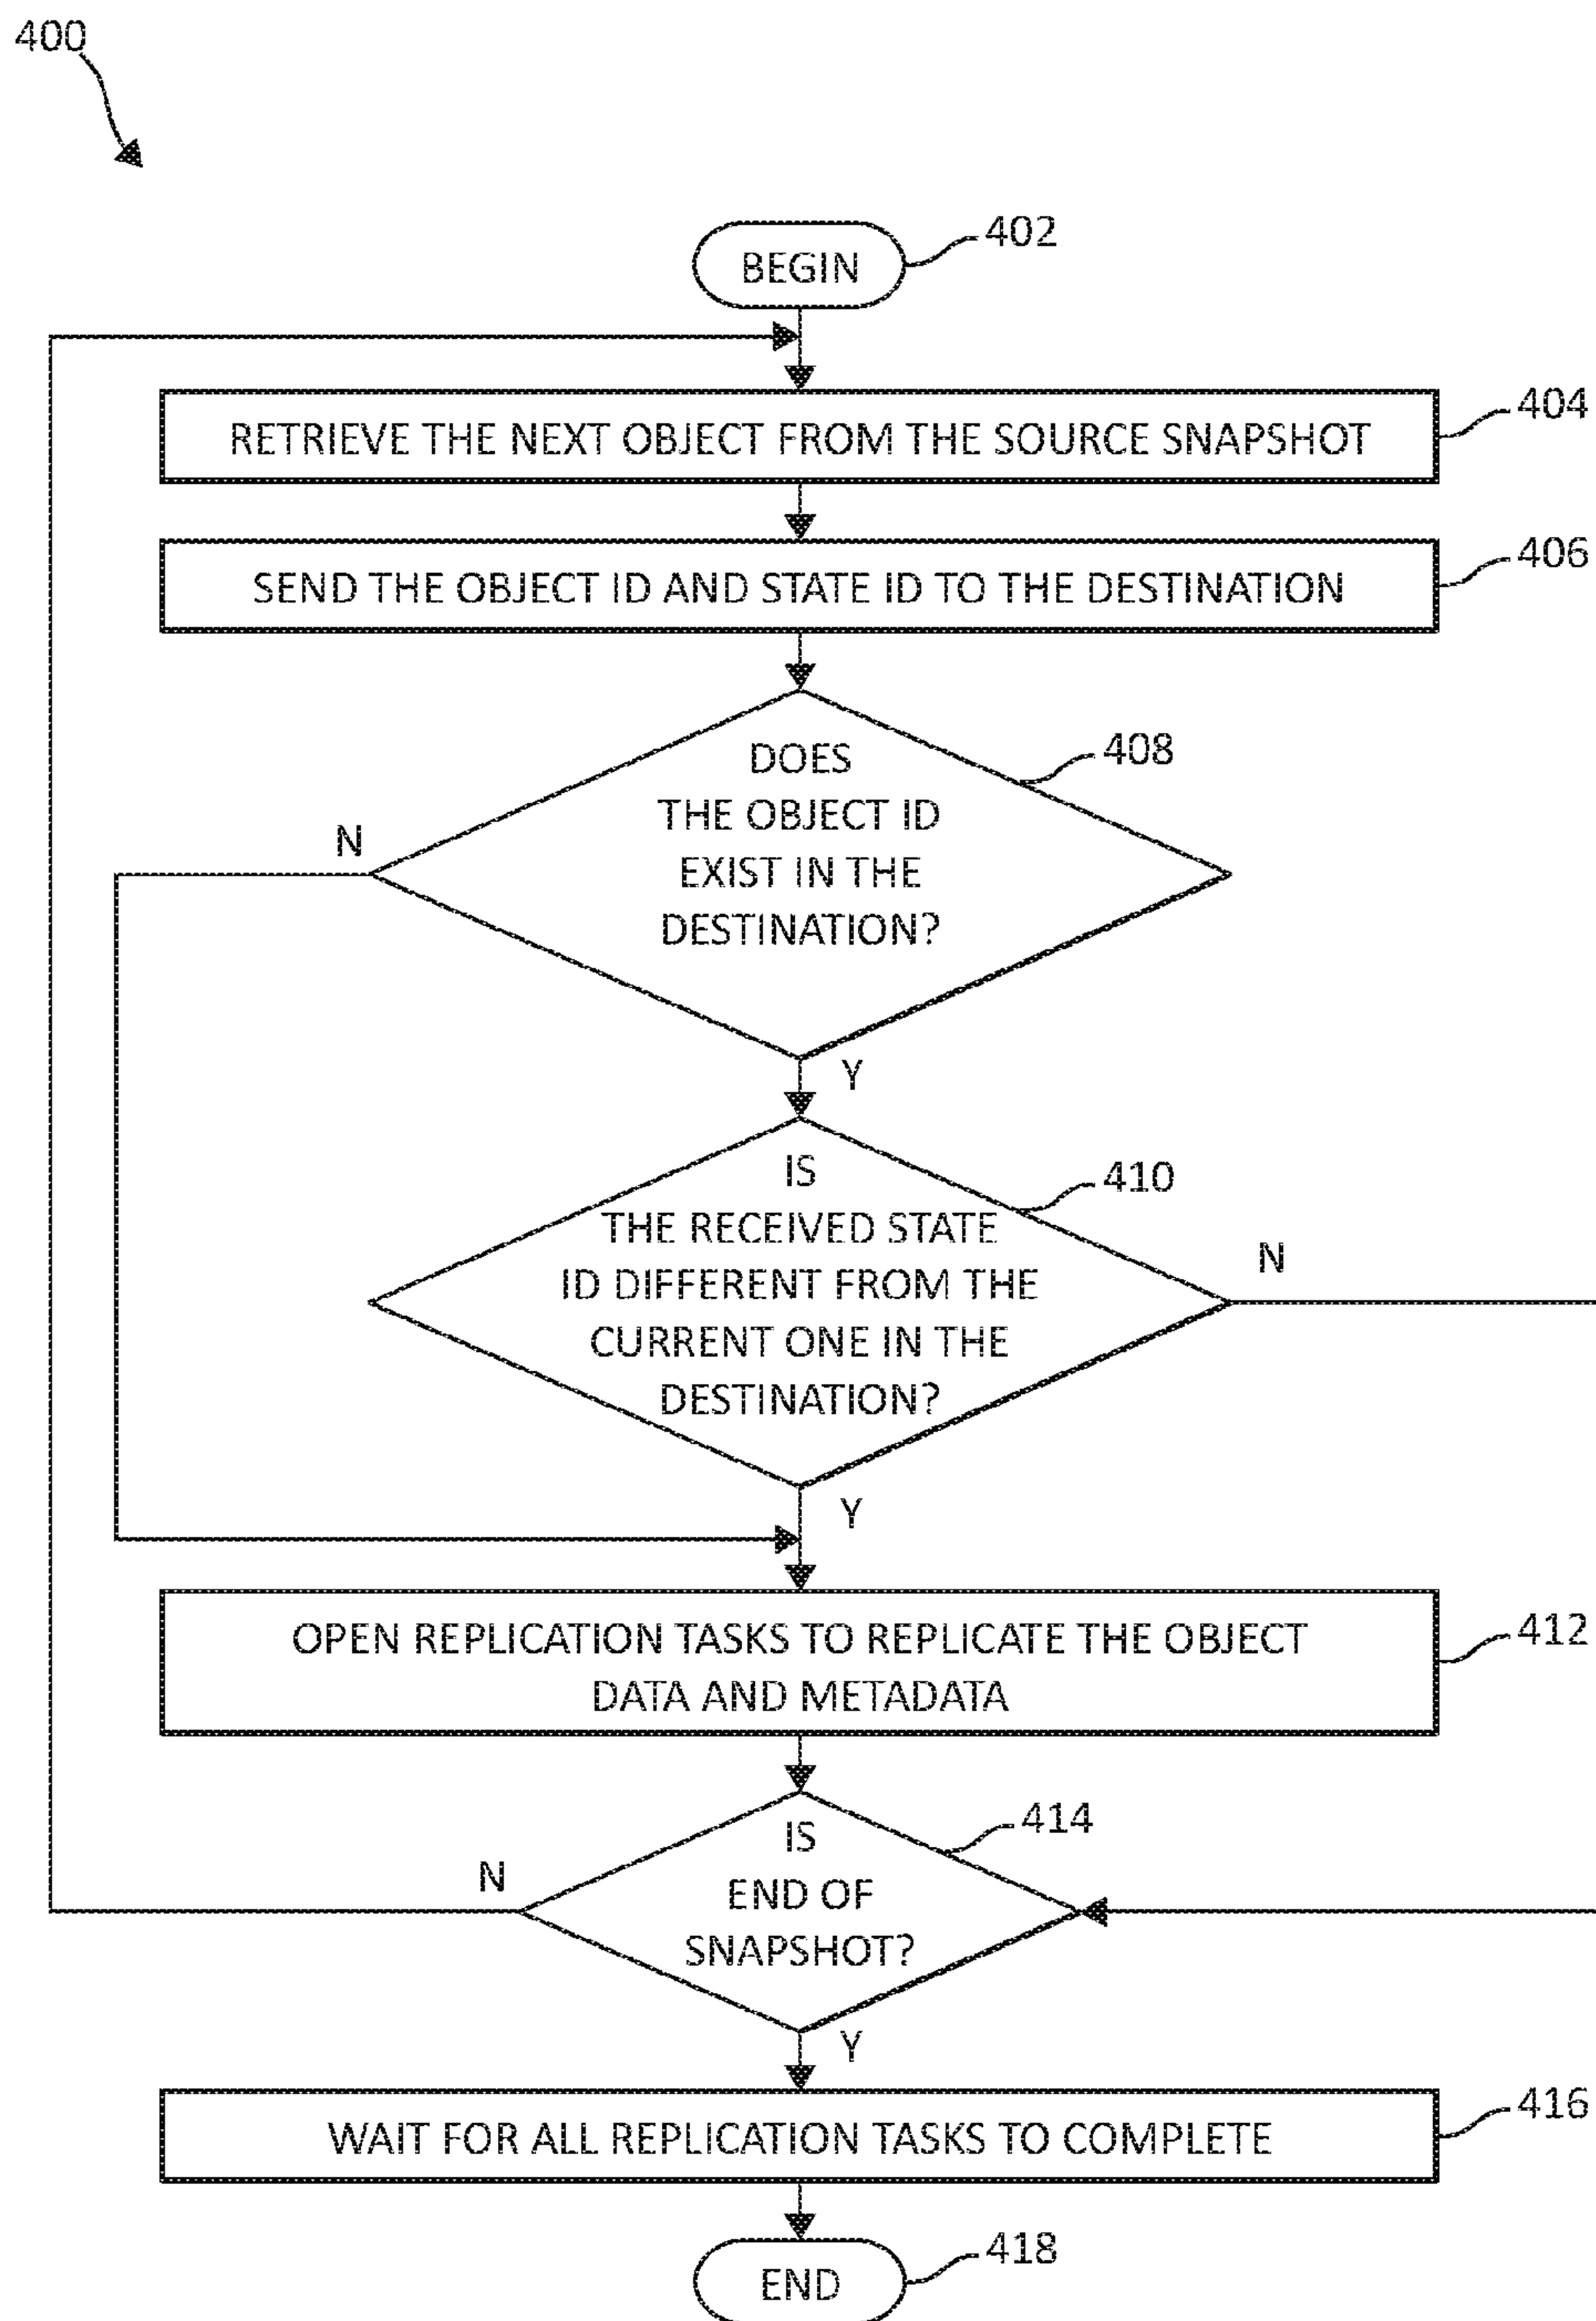 400
BEGIN
402
RETRIEVE THE NEXT OBJECT FROM THE SOURCE SNAPSHOT
404
SEND THE OBJECT ID AND STATE ID TO THE DESTINATION
406
DOES
THE OBJECT ID
EXIST IN THE
DESTINATION?
408
N
Y
IS
THE RECEIVED STATE
ID DIFFERENT FROM THE
CURRENT ONE IN THE
DESTINATION?
410
N
Y
OPEN REPLICATION TASKS TO REPLICATE THE OBJECT
DATA AND METADATA
412
IS
END OF
SNAPSHOT?
414
N
Y
WAIT FOR ALL REPLICATION TASKS TO COMPLETE
416
END
418